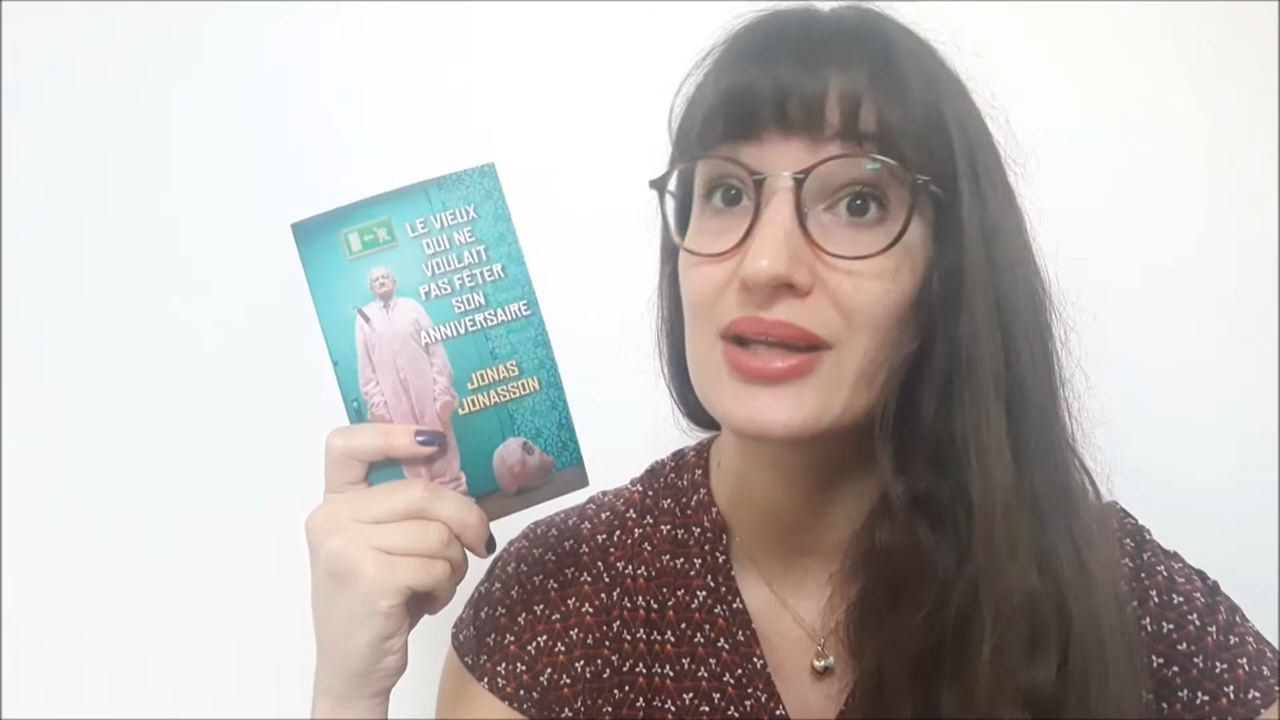 LE VIEUX
QUI NE
VOULAIT
PAS FÊTER
SON
ANNIVERSAIRE
JONAS
JONASSON